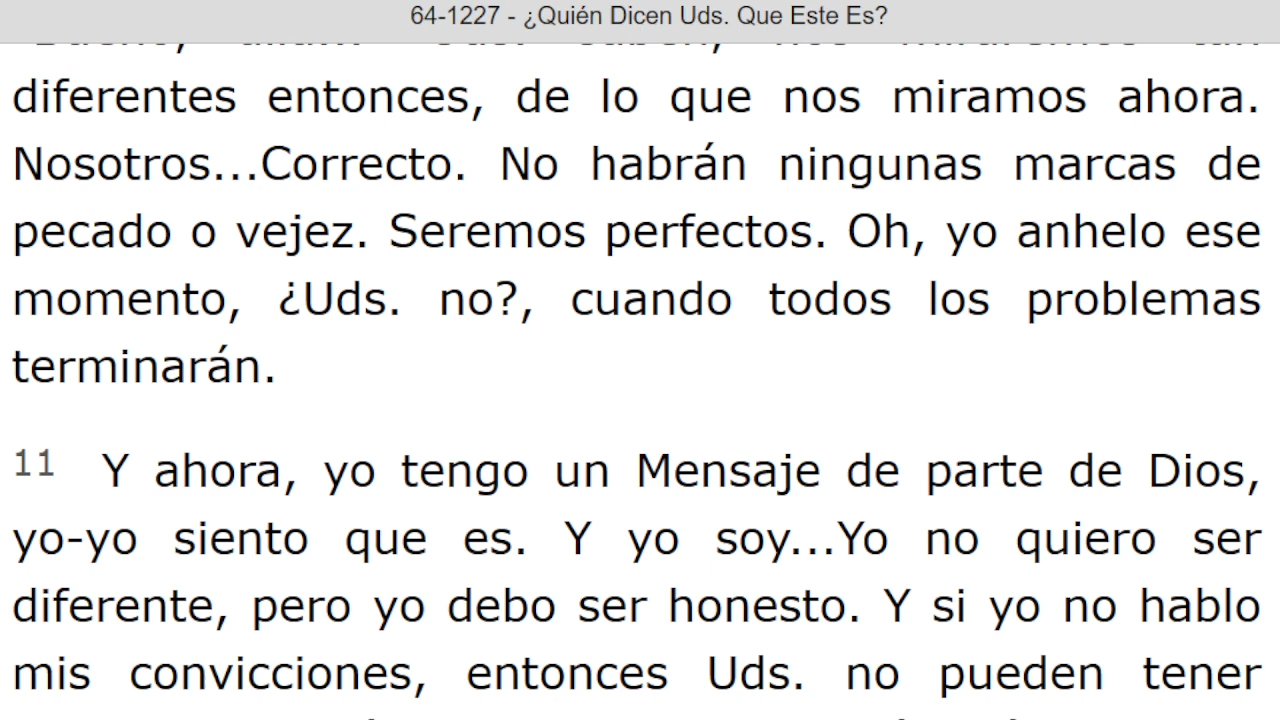 64-1227 - ¿Quién Dicen Uds. Que Este Es?
diferentes entonces, de lo que nos miramos ahora.
Nosotros...Correcto. No habrán ningunas marcas de
pecado o vejez. Seremos perfectos. Oh, yo anhelo ese
momento, ¿Uds. no?, cuando todos los problemas
terminarán.
11 Y ahora, yo tengo un Mensaje de parte de Dios,
yo-yo siento que es. Y yo soy...Yo no quiero ser
diferente, pero yo debo ser honesto. Y si yo no hablo
mis convicciones, entonces Uds. no pueden tener